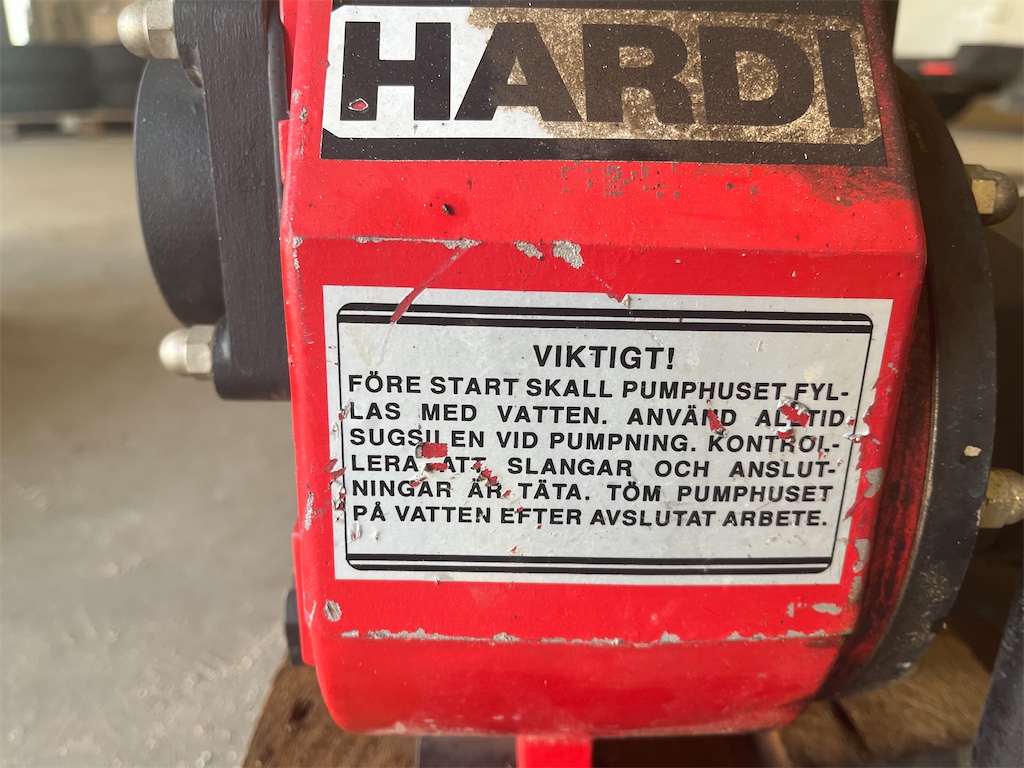 HARDI
VIKTIGT!
FÖRE START SKALL PUMPHUSET FYL-
LAS MED VATTEN. ANVÄND ALLTID
SUGSILEN VID PUMPNING. KONTROL-
LERA ATT SLANGAR OCH ANSLUT-
NINGAR ÄR TÄTA. TÖM PUMPHUSET
PÅ VATTEN EFTER AVSLUTAT ARBETE.